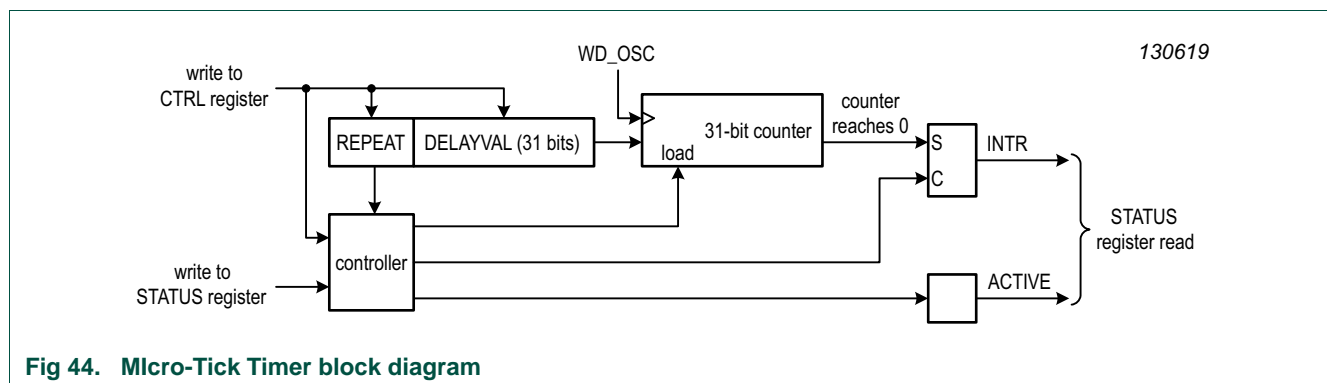 WD_OSC
130619
write to
CTRL register
counter
reaches 0
REPEAT
DELAYVAL (31 bits)
31-bit counter
load
S
C
INTR
STATUS
register read
controller
write to
STATUS register
ACTIVE
Fig 44. MIcro-Tick Timer block diagram